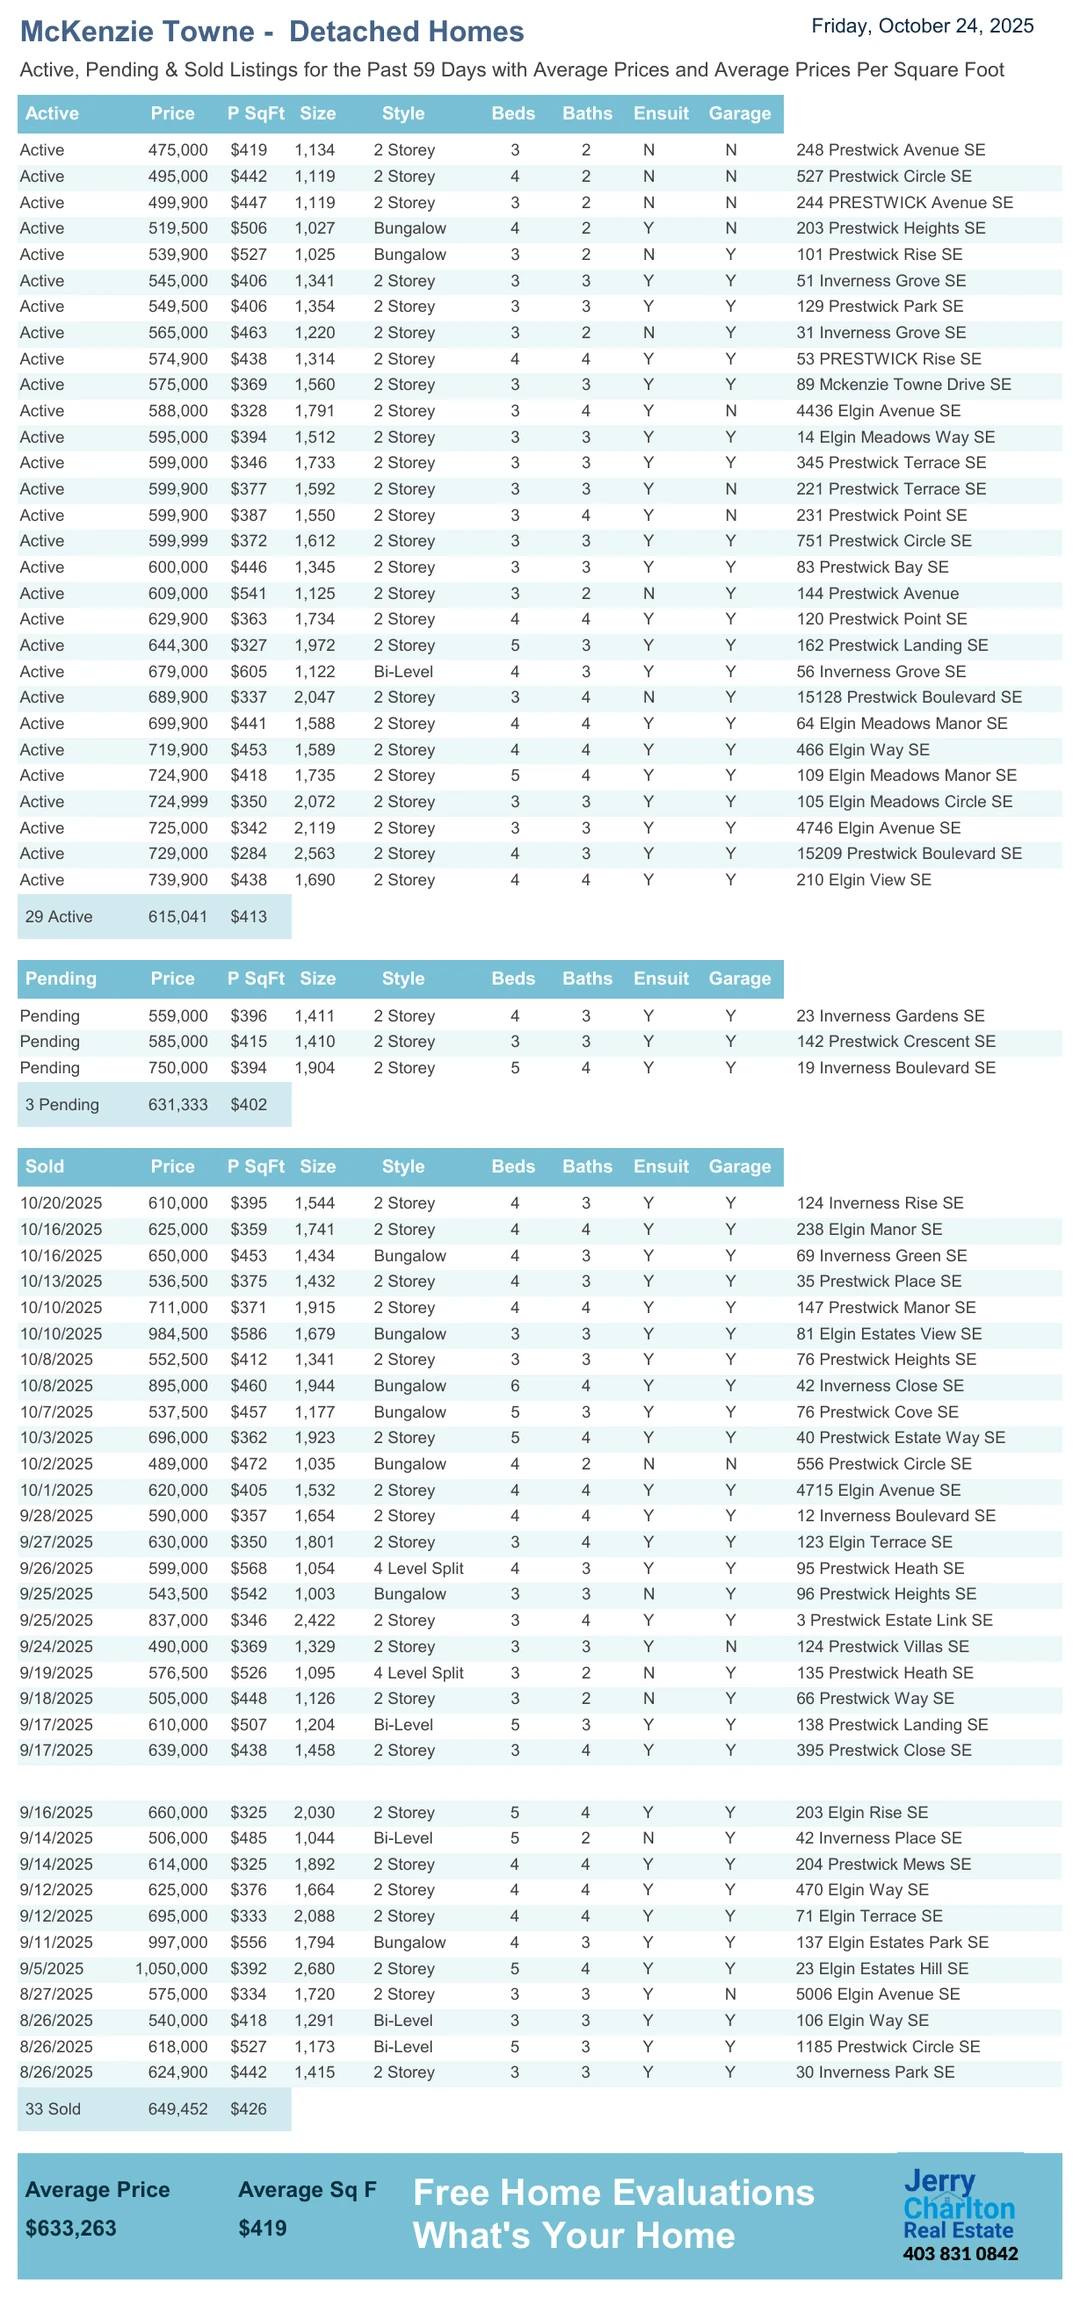 McKenzie Towne - Detached Homes Friday, October 24, 2025
Active, Pending & Sold Listings for the Past 59 Days with Average Prices and Average Prices Per Square Foot
Active Price P SqFt Size Style Beds Baths Ensuit Garage
Active 475,000 $419 1,134 2 Storey 3 2 N N 248 Prestwick Avenue SE
Active 495,000 $442 1,119 2 Storey 4 2 N N 527 Prestwick Circle SE
Active 499,900 $447 1,119 2 Storey 3 2 N N 244 PRESTWICK Avenue SE
Active 519,500 $506 1,027 Bungalow 4 2 Y N 203 Prestwick Heights SE
Active 539,900 $527 1,025 Bungalow 3 2 N Y 101 Prestwick Rise SE
Active 545,000 $406 1,341 2 Storey 3 3 Y Y 51 Inverness Grove SE
Active 549,500 $406 1,354 2 Storey 3 3 Y Y 129 Prestwick Park SE
Active 565,000 $463 1,220 2 Storey 3 2 N Y 31 Inverness Grove SE
Active 574,900 $438 1,314 2 Storey 4 4 Y Y 53 PRESTWICK Rise SE
Active 575,000 $369 1,560 2 Storey 3 3 Y Y 89 Mckenzie Towne Drive SE
Active 588,000 $328 1,791 2 Storey 3 4 Y N 4436 Elgin Avenue SE
Active 595,000 $394 1,512 2 Storey 3 3 Y Y 14 Elgin Meadows Way SE
Active 599,000 $346 1,733 2 Storey 3 3 Y Y 345 Prestwick Terrace SE
Active 599,900 $377 1,592 2 Storey 3 3 Y N 221 Prestwick Terrace SE
Active 599,900 $387 1,550 2 Storey 3 4 Y N 231 Prestwick Point SE
Active 599,999 $372 1,612 2 Storey 3 3 Y Y 751 Prestwick Circle SE
Active 600,000 $446 1,345 2 Storey 3 3 Y Y 83 Prestwick Bay SE
Active 609,000 $541 1,125 2 Storey 3 2 N Y 144 Prestwick Avenue
Active 629,900 $363 1,734 2 Storey 4 4 Y Y 120 Prestwick Point SE
Active 644,300 $327 1,972 2 Storey 5 3 Y Y 162 Prestwick Landing SE
Active 679,000 $605 1,122 Bi-Level 4 3 Y Y 56 Inverness Grove SE
Active 689,900 $337 2,047 2 Storey 3 4 N Y 15128 Prestwick Boulevard SE
Active 699,900 $441 1,588 2 Storey 4 4 Y Y 64 Elgin Meadows Manor SE
Active 719,900 $453 1,589 2 Storey 4 4 Y Y 466 Elgin Way SE
Active 724,900 $418 1,735 2 Storey 5 4 Y Y 109 Elgin Meadows Manor SE
Active 724,999 $350 2,072 2 Storey 3 3 Y Y 105 Elgin Meadows Circle SE
Active 725,000 $342 2,119 2 Storey 3 3 Y Y 4746 Elgin Avenue SE
Active 729,000 $284 2,563 2 Storey 4 3 Y Y 15209 Prestwick Boulevard SE
Active 739,900 $438 1,690 2 Storey 4 4 Y Y 210 Elgin View SE
29 Active 615,041 $413
Pending Price P SqFt Size Style Beds Baths Ensuit Garage
Pending 559,000 $396 1,411 2 Storey 4 3 Y Y 23 Inverness Gardens SE
Pending 585,000 $415 1,410 2 Storey 3 3 Y Y 142 Prestwick Crescent SE
Pending 750,000 $394 1,904 2 Storey 5 4 Y Y 19 Inverness Boulevard SE
3 Pending 631,333 $402
Sold Price P SqFt Size Style Beds Baths Ensuit Garage
10/20/2025 610,000 $395 1,544 2 Storey 4 3 Y Y 124 Inverness Rise SE
10/16/2025 625,000 $359 1,741 2 Storey 4 4 Y Y 238 Elgin Manor SE
10/16/2025 650,000 $453 1,434 Bungalow 4 3 Y Y 69 Inverness Green SE
10/13/2025 536,500 $375 1,432 2 Storey 4 3 Y Y 35 Prestwick Place SE
10/10/2025 711,000 $371 1,915 2 Storey 4 4 Y Y 147 Prestwick Manor SE
10/10/2025 984,500 $586 1,679 Bungalow 3 3 Y Y 81 Elgin Estates View SE
10/8/2025 552,500 $412 1,341 2 Storey 3 3 Y Y 76 Prestwick Heights SE
10/8/2025 895,000 $460 1,944 Bungalow 6 4 Y Y 42 Inverness Close SE
10/7/2025 537,500 $457 1,177 Bungalow 5 3 Y Y 76 Prestwick Cove SE
10/3/2025 696,000 $362 1,923 2 Storey 5 4 Y Y 40 Prestwick Estate Way SE
10/2/2025 489,000 $472 1,035 Bungalow 4 2 N N 556 Prestwick Circle SE
10/1/2025 620,000 $405 1,532 2 Storey 4 4 Y Y 4715 Elgin Avenue SE
9/28/2025 590,000 $357 1,654 2 Storey 4 4 Y Y 12 Inverness Boulevard SE
9/27/2025 630,000 $350 1,801 2 Storey 3 4 Y Y 123 Elgin Terrace SE
9/26/2025 599,000 $568 1,054 4 Level Split 4 3 Y Y 95 Prestwick Heath SE
9/25/2025 543,500 $542 1,003 Bungalow 3 3 N Y 96 Prestwick Heights SE
9/25/2025 837,000 $346 2,422 2 Storey 3 4 Y Y 3 Prestwick Estate Link SE
9/24/2025 490,000 $369 1,329 2 Storey 3 3 Y N 124 Prestwick Villas SE
9/19/2025 576,500 $526 1,095 4 Level Split 3 2 N Y 135 Prestwick Heath SE
9/18/2025 505,000 $448 1,126 2 Storey 3 2 N Y 66 Prestwick Way SE
9/17/2025 610,000 $507 1,204 Bi-Level 5 3 Y Y 138 Prestwick Landing SE
9/17/2025 639,000 $438 1,458 2 Storey 3 4 Y Y 395 Prestwick Close SE
9/16/2025 660,000 $325 2,030 2 Storey 5 4 Y Y 203 Elgin Rise SE
9/14/2025 506,000 $485 1,044 Bi-Level 5 2 N Y 42 Inverness Place SE
9/14/2025 614,000 $325 1,892 2 Storey 4 4 Y Y 204 Prestwick Mews SE
9/12/2025 625,000 $376 1,664 2 Storey 4 4 Y Y 470 Elgin Way SE
9/12/2025 695,000 $333 2,088 2 Storey 4 4 Y Y 71 Elgin Terrace SE
9/11/2025 997,000 $556 1,794 Bungalow 4 3 Y Y 137 Elgin Estates Park SE
9/5/2025 1,050,000 $392 2,680 2 Storey 5 4 Y Y 23 Elgin Estates Hill SE
8/27/2025 575,000 $334 1,720 2 Storey 3 3 Y N 5006 Elgin Avenue SE
8/26/2025 540,000 $418 1,291 Bi-Level 3 3 Y Y 106 Elgin Way SE
8/26/2025 618,000 $527 1,173 Bi-Level 5 3 Y Y 1185 Prestwick Circle SE
8/26/2025 624,900 $442 1,415 2 Storey 3 3 Y Y 30 Inverness Park SE
33 Sold 649,452 $426
Average Price Average Sq F
$633,263 $419
Free Home Evaluations
What's Your Home
Jerry
Charlton
Real Estate
403 831 0842